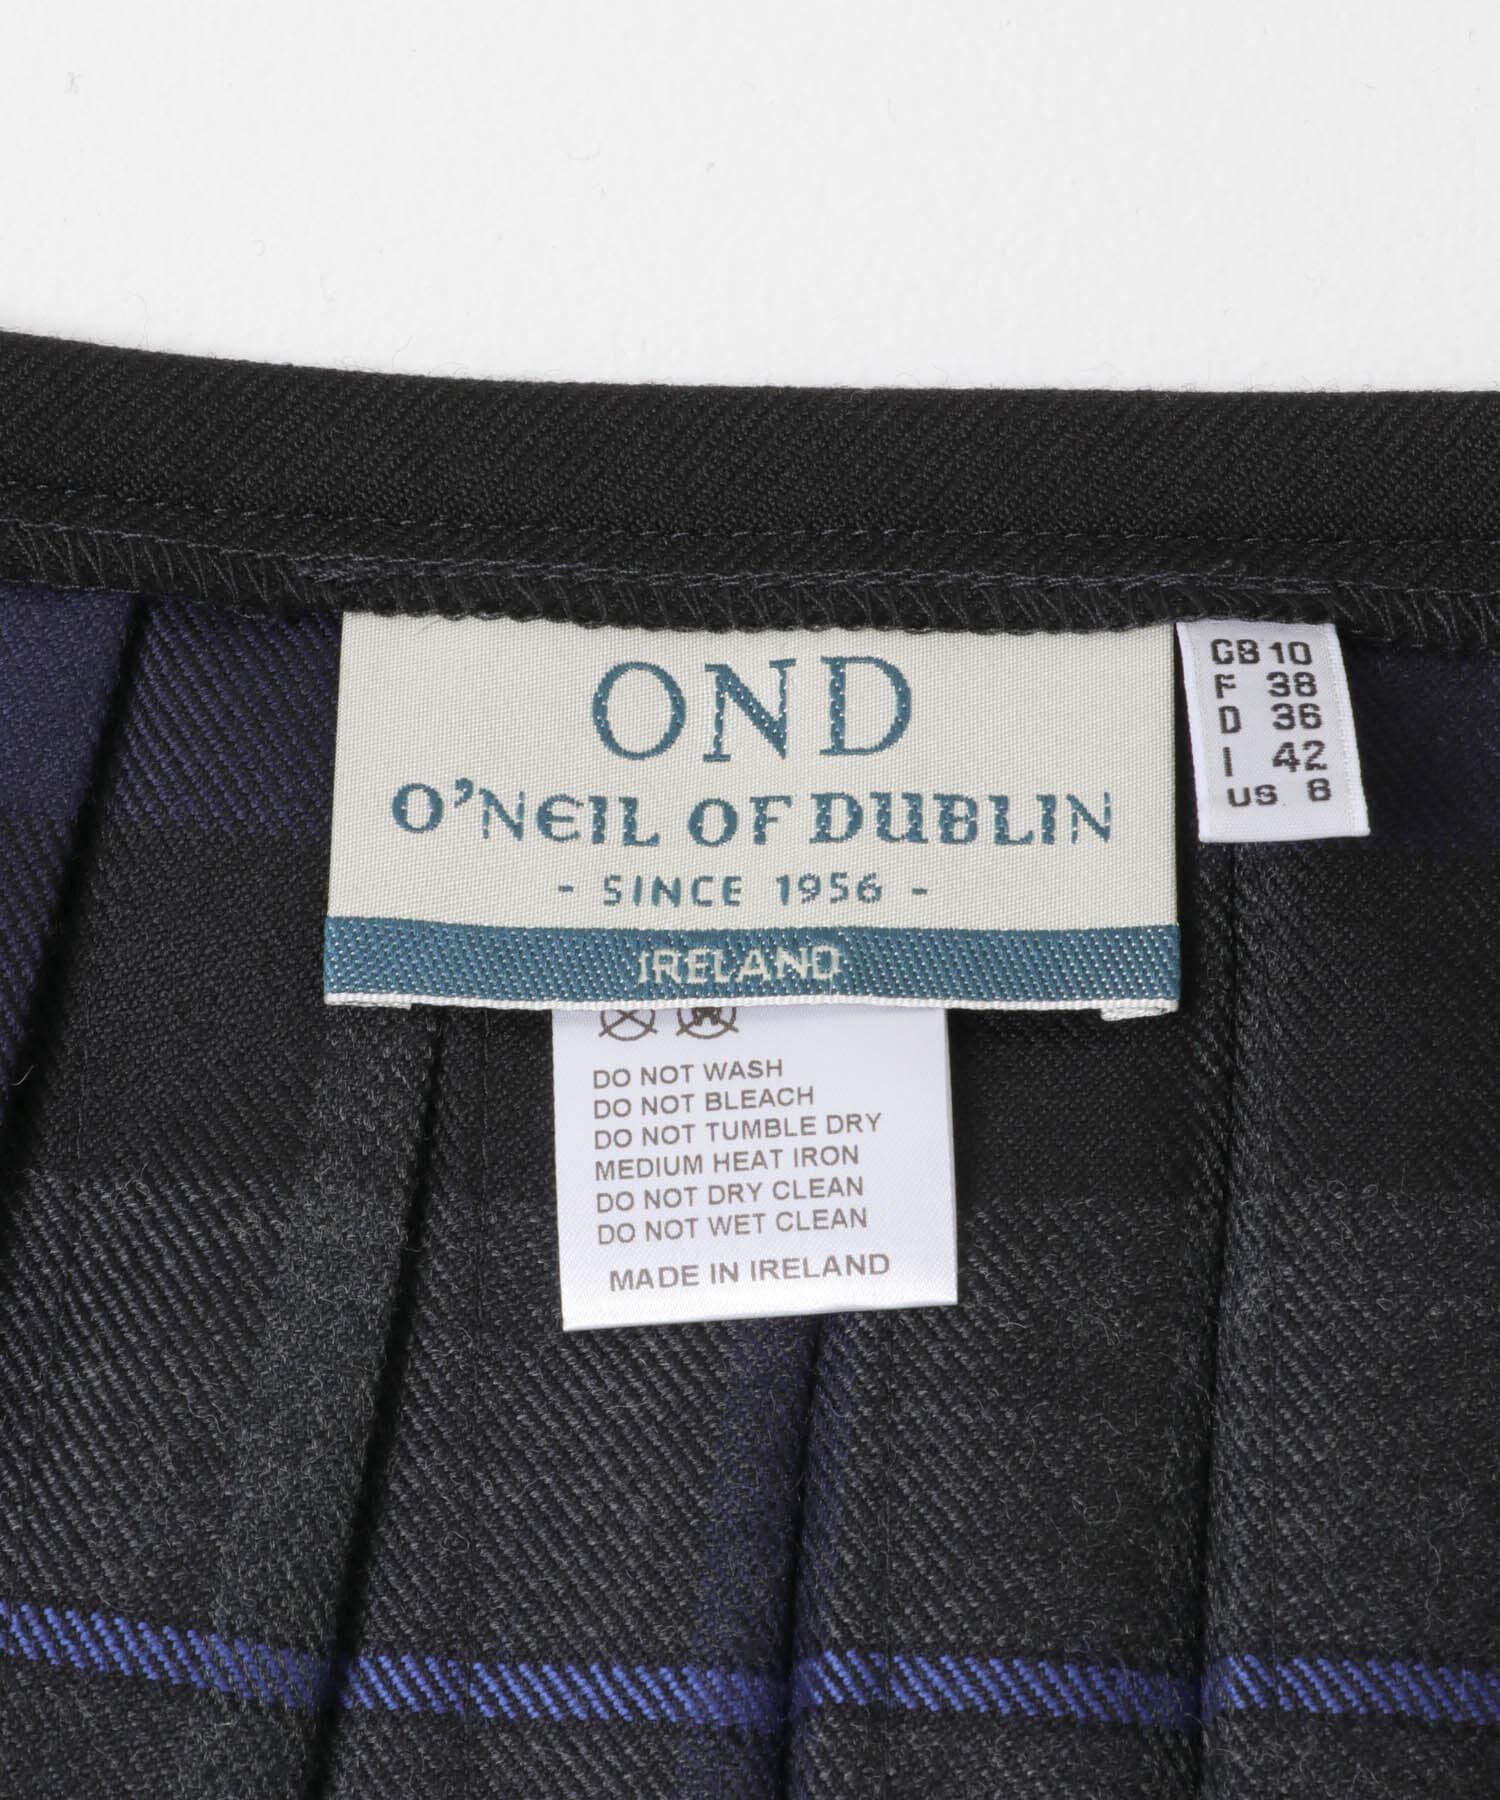 OND
O'NEIL OF DUBLIN
- SINCE 1956 -
IRELAND
GB 10
F 38
D 36
I 42
US 8
DO NOT WASH
DO NOT BLEACH
DO NOT TUMBLE DRY
MEDIUM HEAT IRON
DO NOT DRY CLEAN
DO NOT WET CLEAN
MADE IN IRELAND